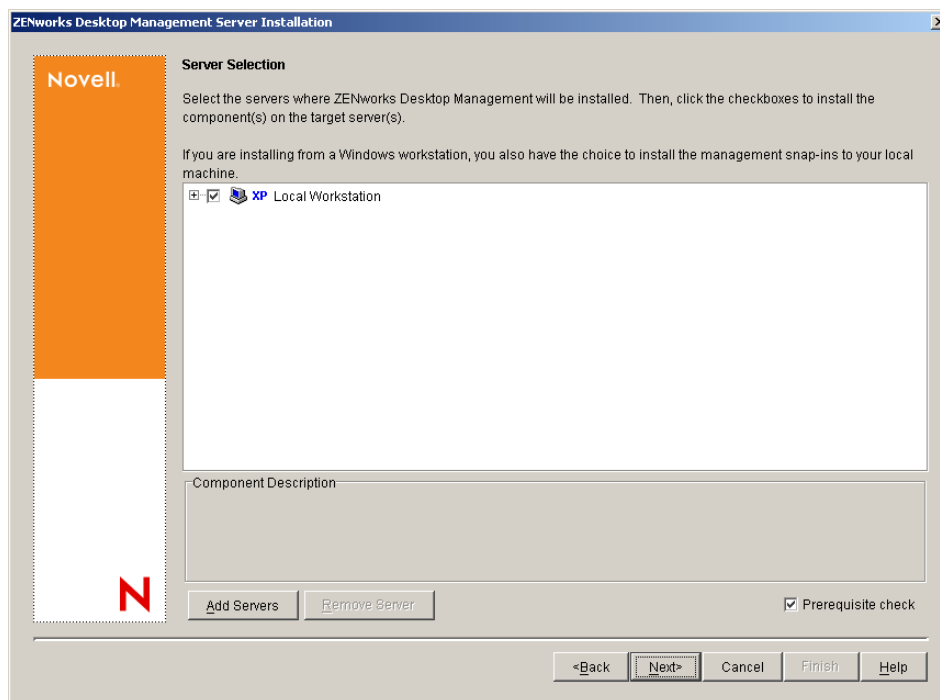 ZENworks Desktop Management Server Installation
Novell.
Server Selection
Select the servers where ZENworks Desktop Management will be installed.  Then, click the checkboxes to install the
component(s) on the target server(s).
If you are installing from a Windows workstation, you also have the choice to install the management snap-ins to your local
machine.
XP Local Workstation
Component Description
Add Servers
Remove Server
Prerequisite check
N
<Back
Next>
Cancel
Finish
Help